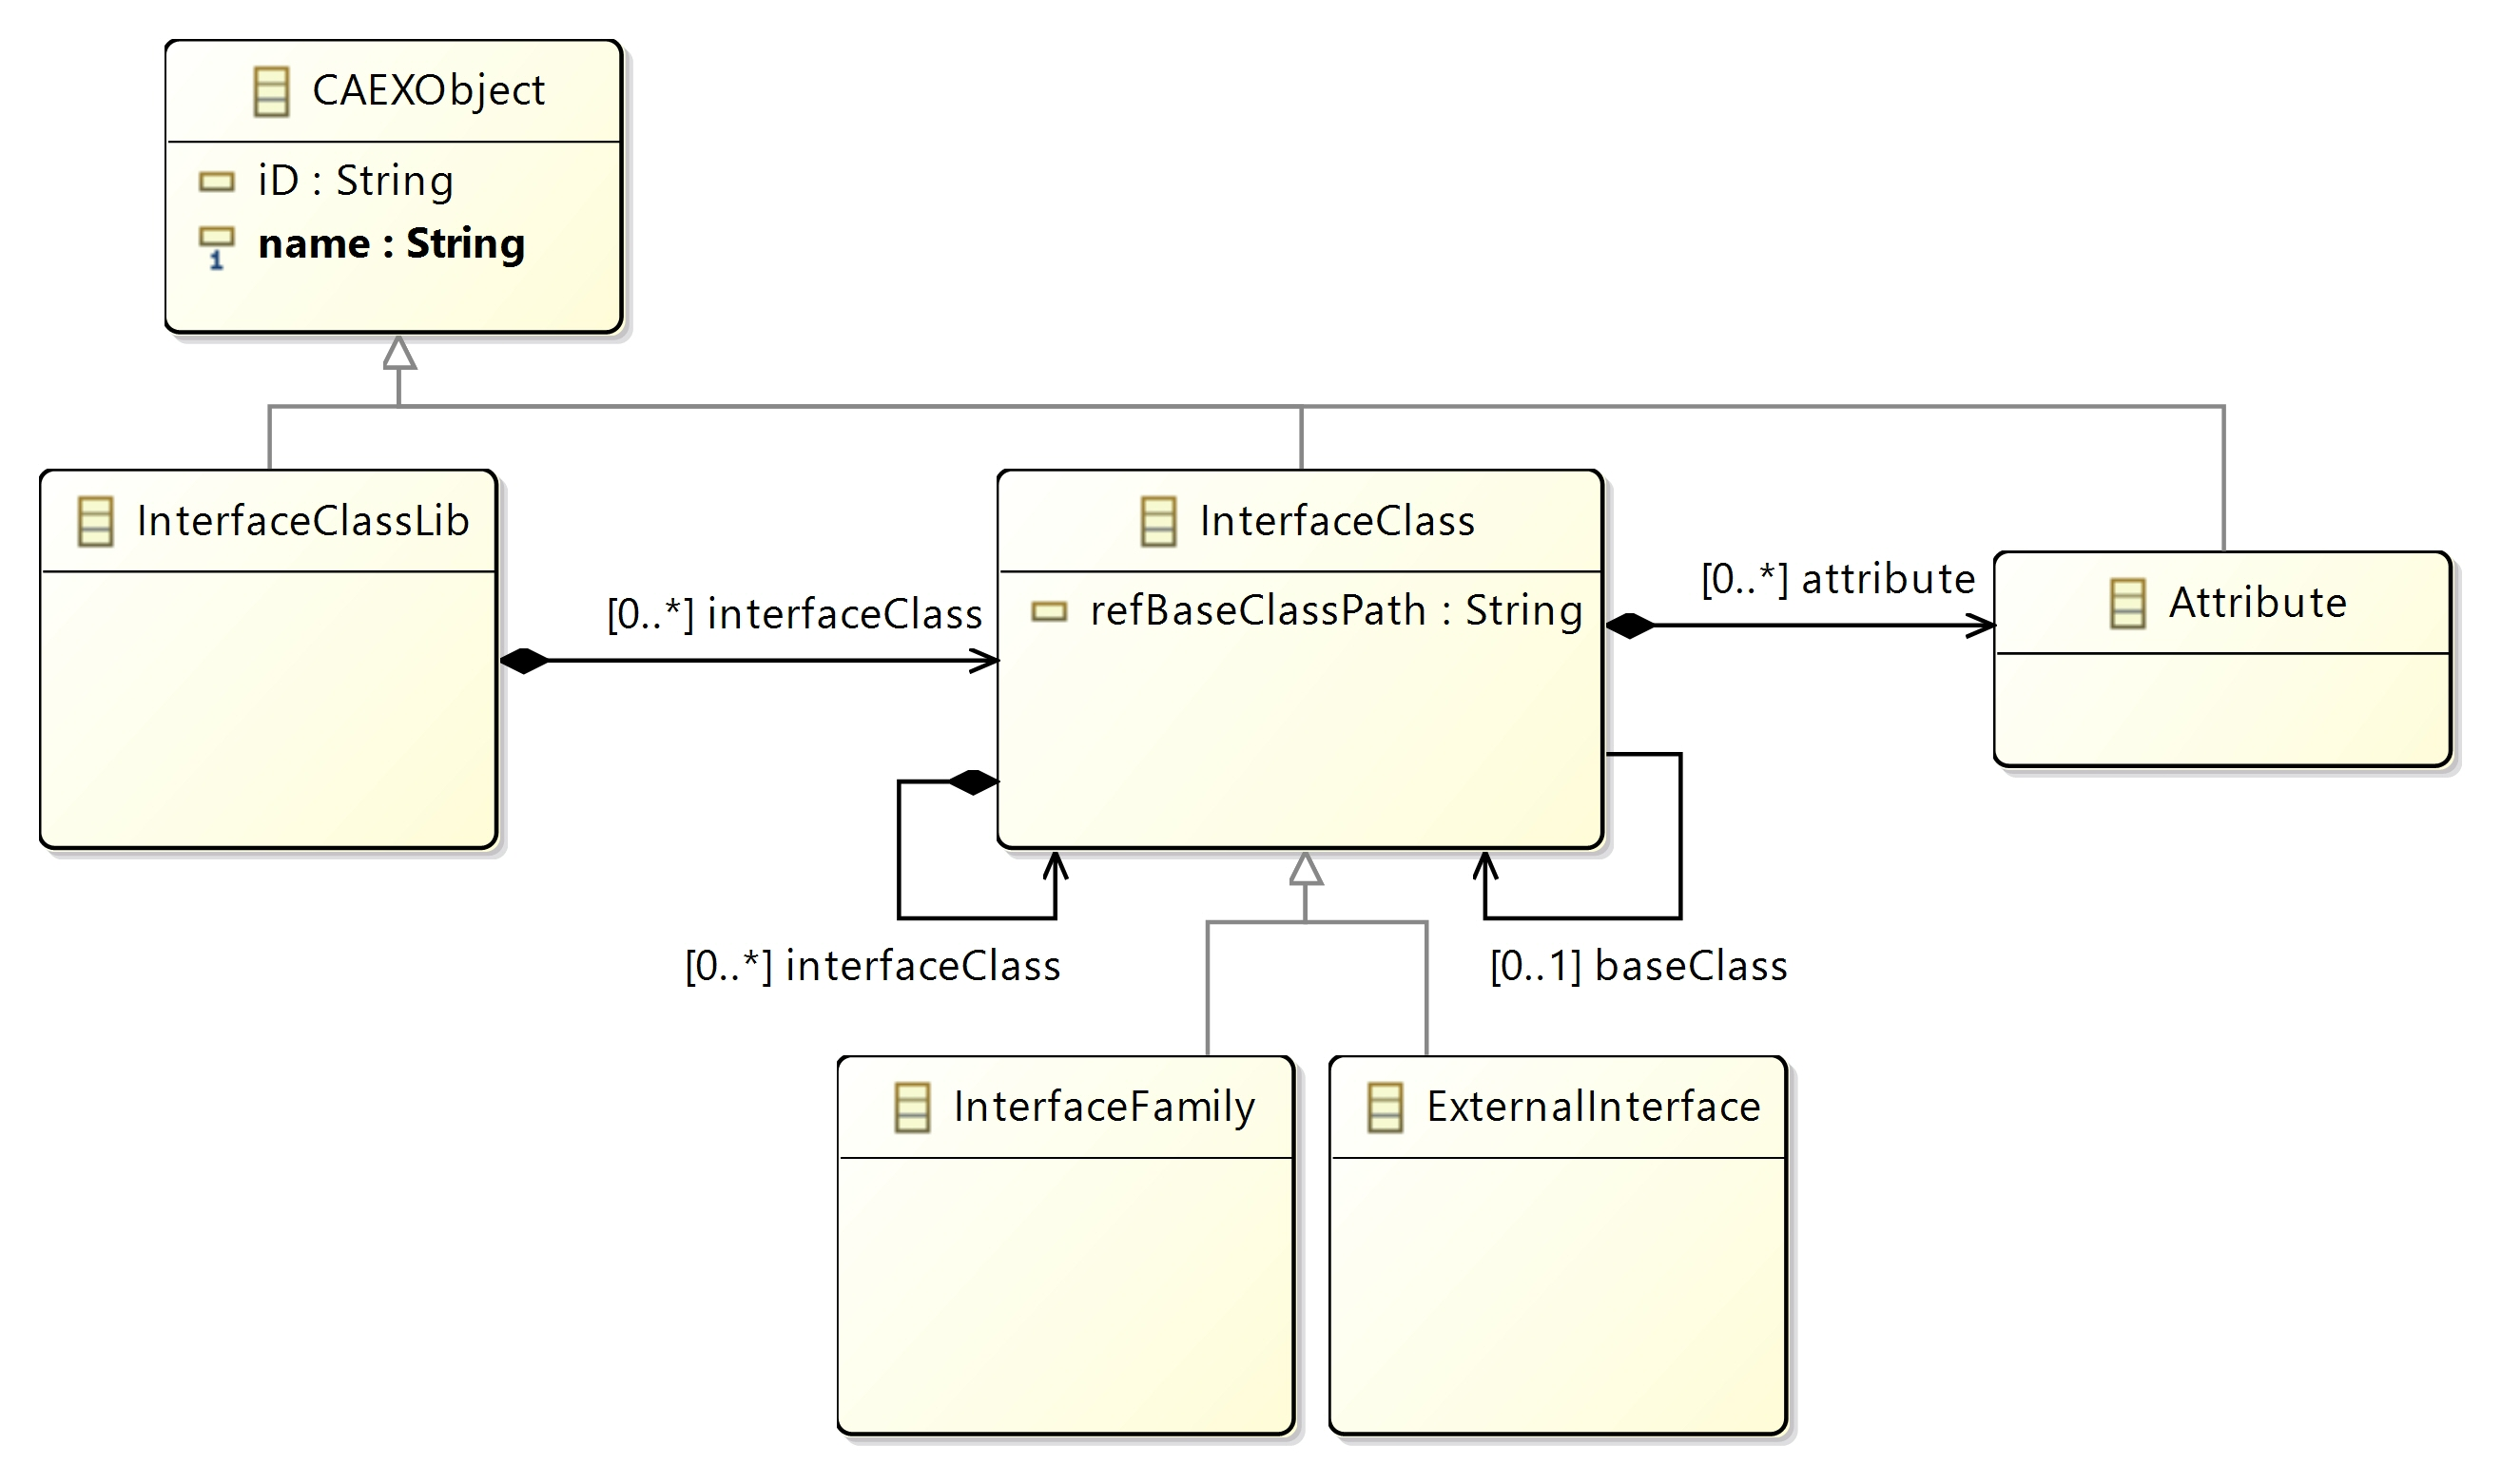 CAEXObject
iD : String
name : String
1
InterfaceClassLib
[0..*] interfaceClass
InterfaceClass
refBaseClassPath : String
[0..*] attribute
Attribute
[0..*] interfaceClass
[0..1] baseClass
InterfaceFamily
ExternalInterface